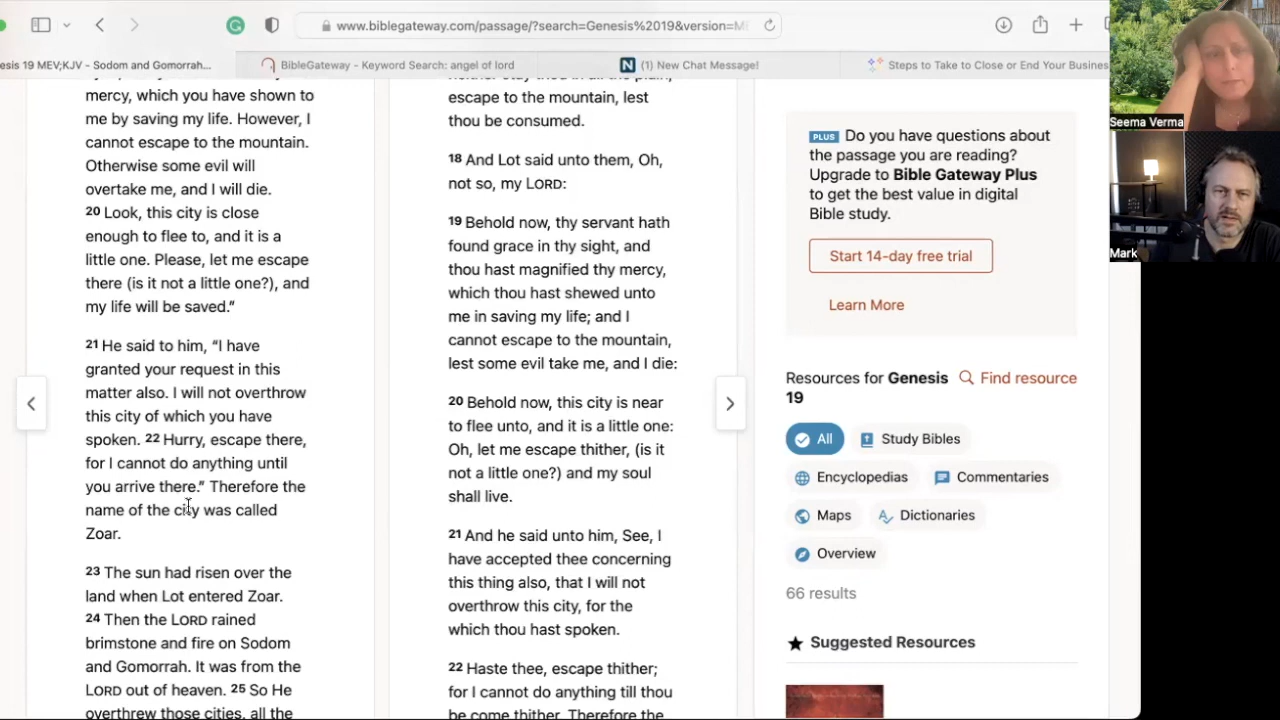 www.biblegateway.com/passage/?search=Genesis%2019&version=M
esis 19 MEV;KJV - Sodom and Gomorrah...
BibleGateway - Keyword Search: angel of lord
(1) New Chat Message!
Steps to Take to Close or End Your Busines
mercy, which you have shown to
me by saving my life. However, I
cannot escape to the mountain.
Otherwise some evil will
overtake me, and I will die.
20 Look, this city is close
enough to flee to, and it is a
little one. Please, let me escape
there (is it not a little one?), and
my life will be saved.”
21 He said to him, “I have
granted your request in this
matter also. I will not overthrow
this city of which you have
spoken. 22 Hurry, escape there,
for I cannot do anything until
you arrive there.” Therefore the
name of the city was called
Zoar.
23 The sun had risen over the
land when Lot entered Zoar.
24 Then the LORD rained
brimstone and fire on Sodom
and Gomorrah. It was from the
LORD out of heaven. 25 So He
overthrew those cities, all the
neither stay thou in all the plain,
escape to the mountain, lest
thou be consumed.
18 And Lot said unto them, Oh,
not so, my LORD:
19 Behold now, thy servant hath
found grace in thy sight, and
thou hast magnified thy mercy,
which thou hast shewed unto
me in saving my life; and I
cannot escape to the mountain,
lest some evil take me, and I die:
20 Behold now, this city is near
to flee unto, and it is a little one:
Oh, let me escape thither, (is it
not a little one?) and my soul
shall live.
21 And he said unto him, See, I
have accepted thee concerning
this thing also, that I will not
overthrow this city, for the
which thou hast spoken.
22 Haste thee, escape thither;
for I cannot do anything till thou
be come thither. Therefore the
PLUS Do you have questions about
the passage you are reading?
Upgrade to Bible Gateway Plus
to get the best value in digital
Bible study.
Start 14-day free trial
Learn More
Resources for Genesis
19
Find resource
All
Study Bibles
Encyclopedias
Commentaries
Maps
Dictionaries
Overview
66 results
Suggested Resources
Seema Verma
Mark